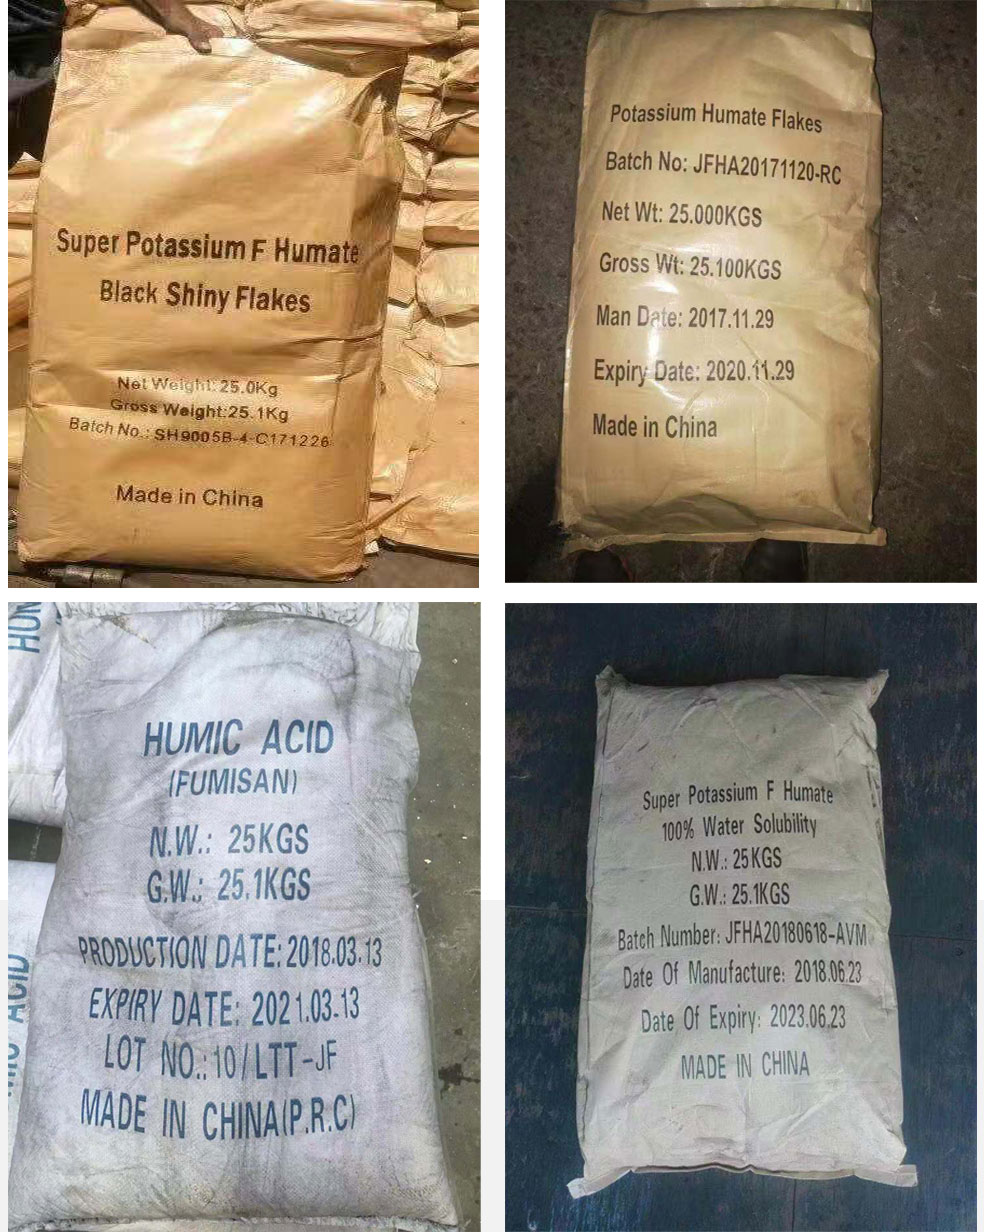 Super Potassium F Humate
Black Shiny Flakes
Net Weight: 25.0Kg
Gross Weight:25.1Kg
Batch No.: SH9005B-4-C171226
Made in China
Potassium Humate Flakes
Batch No: JFHA20171120-RC
Net Wt: 25.000KGS
Gross Wt: 25.100KGS
Man Date: 2017.11.29
Expiry Date: 2020.11.29
Made in China
HUMIC ACID
(FUMISAN)
N.W.: 25KGS
G.W.: 25.1KGS
PRODUCTION DATE: 2018.03.13
EXPIRY DATE: 2021.03.13
LOT NO.: 10/LTT-JF
MADE IN CHINA(P.R.C)
HUN
ACID
Super Potassium F Humate
100% Water Solubility
N.W.: 25KGS
G.W.: 25.1KGS
Batch Number: JFHA20180618-AVM
Date Of Manufacture: 2018.06.23
Date Of Expiry: 2023.06.23
MADE IN CHINA